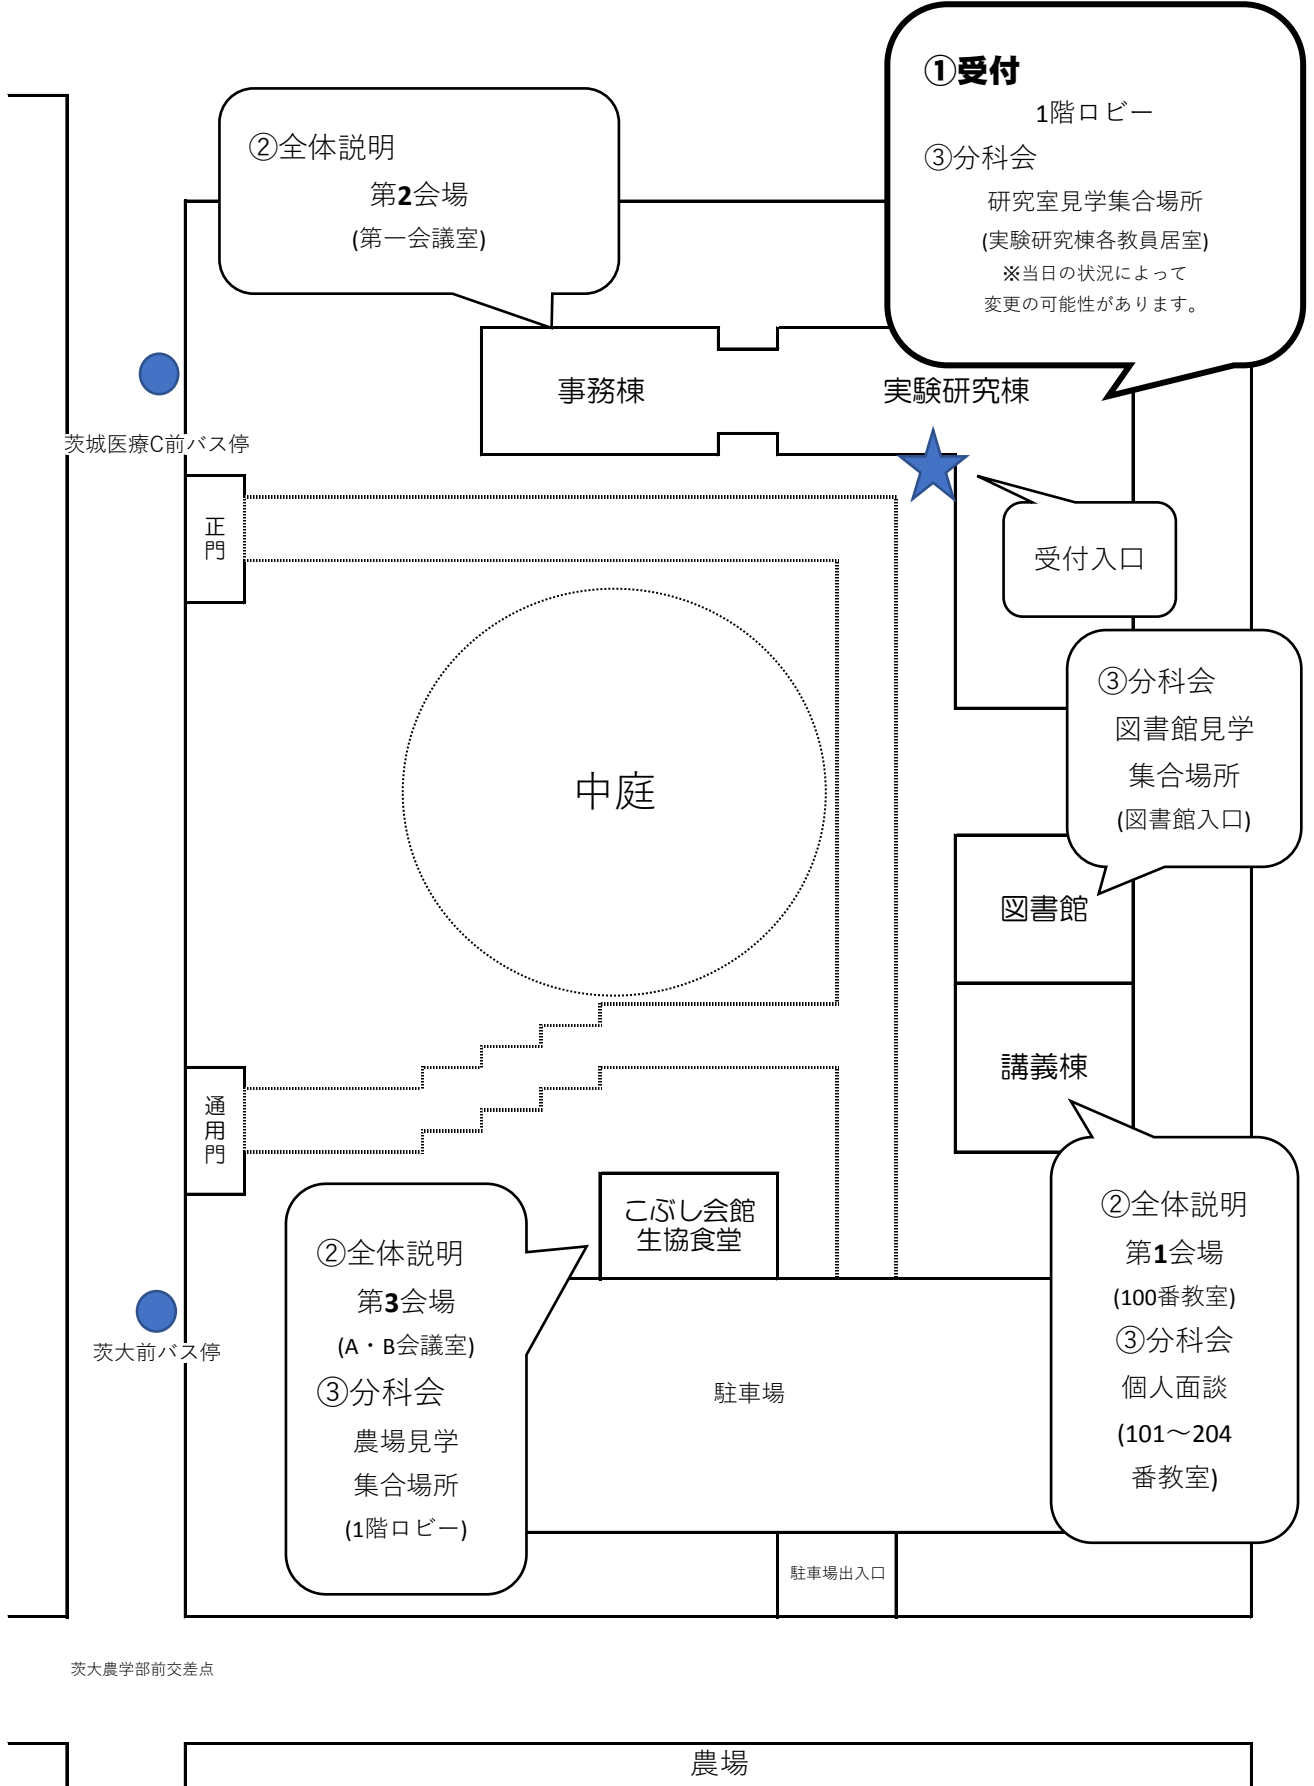 ①受付
1階ロビー
③分科会
研究室見学集合場所
(実験研究棟各教員居室)
※当日の状況によって
変更の可能性があります。
②全体説明
第2会場
(第一会議室)
事務棟
実験研究棟
茨城医療C前バス停
正門
受付入口
③分科会
図書館見学
集合場所
(図書館入口)
中庭
図書館
講義棟
通用門
こぶし会館
生協食堂
②全体説明
第1会場
(100番教室)
③分科会
個人面談
(101～204
番教室)
②全体説明
第3会場
(A・B会議室)
③分科会
農場見学
集合場所
(1階ロビー)
茨大前バス停
駐車場
駐車場出入口
茨大農学部前交差点
農場